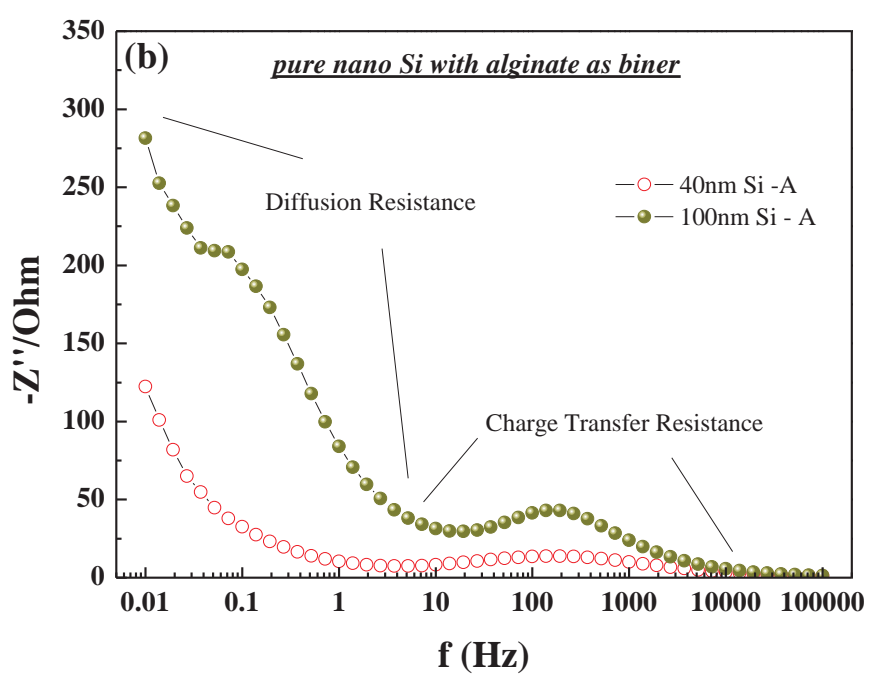 (b)
pure nano Si with alginate as biner
350
300
250
200
150
100
50
0
-Z''/Ohm
Diffusion Resistance
40nm Si -A
100nm Si - A
Charge Transfer Resistance
0.01 0.1 1 10 100 1000 10000 100000
f (Hz)